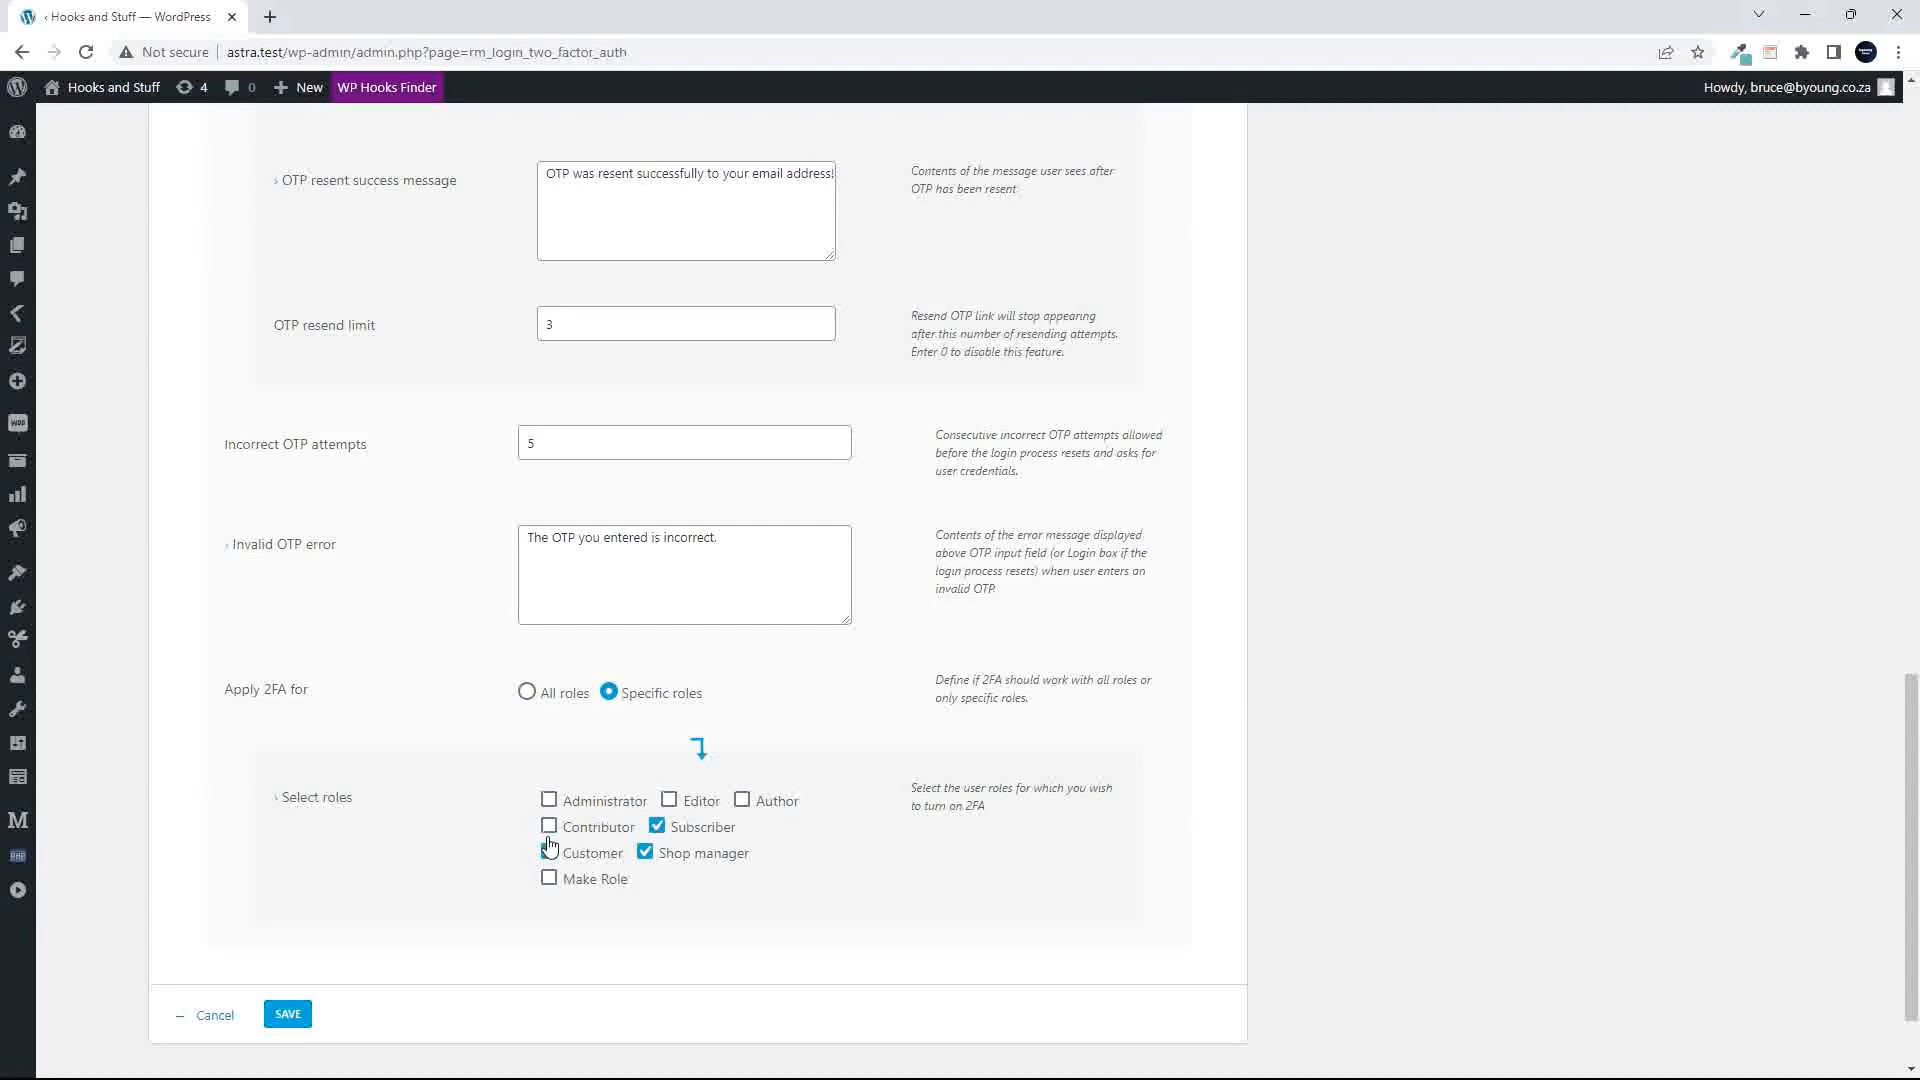 ‹ Hooks and Stuff — WordPress
Not secure
astra.test/wp-admin/admin.php?page=rm_login_two_factor_auth
Hooks and Stuff
4
0
New
WP Hooks Finder
Howdy, bruce@byoung.co.za
› OTP resent success message
OTP was resent successfully to your email address!
Contents of the message user sees after
OTP has been resent
OTP resend limit
3
Resend OTP link will stop appearing
after this number of resending attempts.
Enter 0 to disable this feature.
Incorrect OTP attempts
5
Consecutive incorrect OTP attempts allowed
before the login process resets and asks for
user credentials.
› Invalid OTP error
The OTP you entered is incorrect.
Contents of the error message displayed
above OTP input field (or Login box if the
login process resets) when user enters an
invalid OTP.
Apply 2FA for
All roles
Specific roles
Define if 2FA should work with all roles or
only specific roles.
› Select roles
Administrator Editor Author
Contributor Subscriber
Customer Shop manager
Make Role
Select the user roles for which you wish
to turn on 2FA
← Cancel
SAVE
WOO
M
PHP